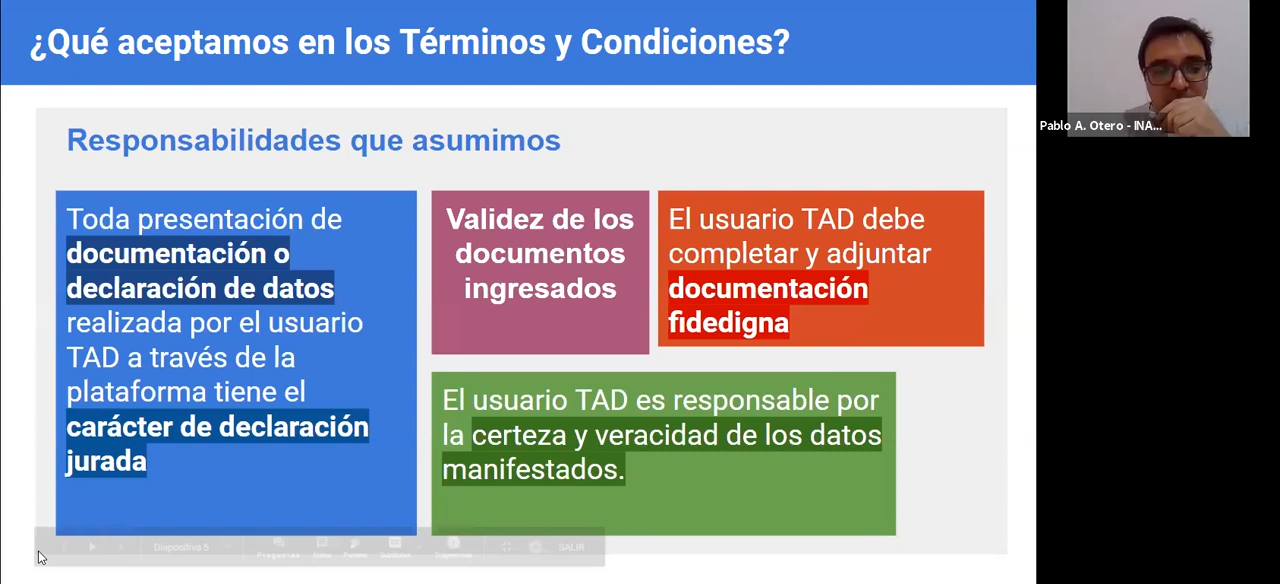 ¿Qué aceptamos en los Términos y Condiciones?
Responsabilidades que asumimos
Toda presentación de
documentación o
declaración de datos
realizada por el usuario
TAD a través de la
plataforma tiene el
carácter de declaración
jurada
Validez de los
documentos
ingresados
El usuario TAD debe
completar y adjuntar
documentación
fidedigna
El usuario TAD es responsable por
la certeza y veracidad de los datos
manifestados.
Pablo A. Otero - INA...
Diapositiva 5
SALIR